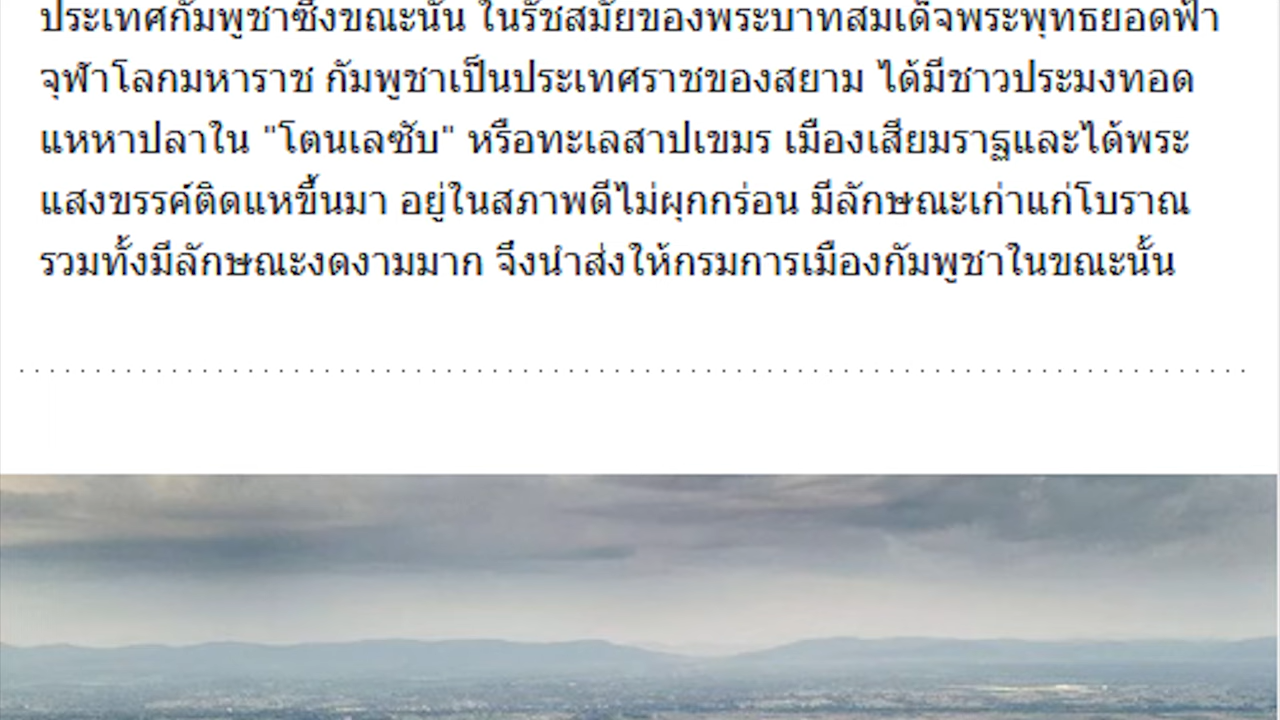 ประเทศกัมพูชาซึ่งขณะนั้น ในรัชสมัยของพระบาทสมเด็จพระพุทธยอดฟ้า
จุฬาโลกมหาราช กัมพูชาเป็นประเทศราชของสยาม ได้มีชาวประมงทอด
แหหาปลาใน "โตนเลซับ" หรือทะเลสาปเขมร เมืองเสียมราฐและได้พระ
แสงขรรค์ติดแหขึ้นมา อยู่ในสภาพดีไม่ผุกกร่อน มีลักษณะเก่าแก่โบราณ
รวมทั้งมีลักษณะงดงามมาก จึงนำส่งให้กรมการเมืองกัมพูชาในขณะนั้น